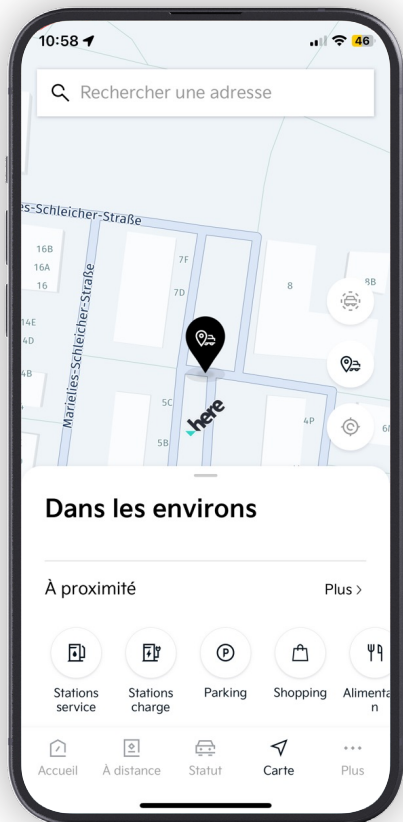 10:58
46
Rechercher une adresse
es-Schleicher-Straße
16B
16A
16
7F
7D
8
8B
14E
4D
4B
Marielies-Schleicher-Straße
5C
5B
here
4P
Dans les environs
À proximité
Plus >
Stations service
Stations charge
Parking
Shopping
Alimenta
n
Accueil
À distance
Statut
Carte
Plus